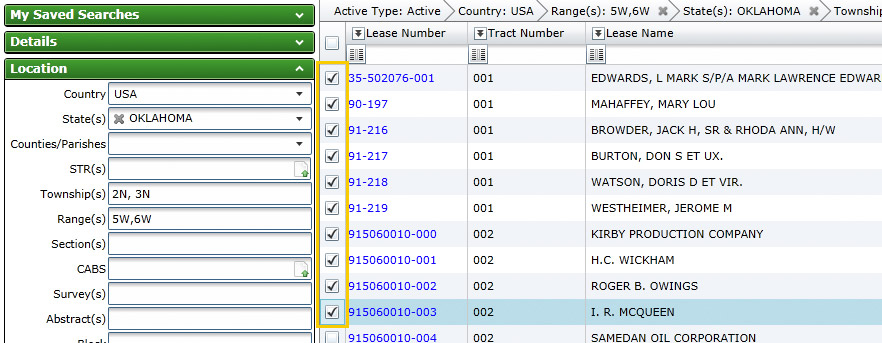 My Saved Searches
Details
Location
Country USA
State(s) OKLAHOMA
Counties/Parishes
STR(s)
Township(s) 2N, 3N
Range(s) 5W,6W
Section(s)
CABS
Survey(s)
Abstract(s)
Block
Active Type: Active Country: USA Range(s): 5W,6W State(s): OKLAHOMA Township
Lease Number Tract Number Lease Name
35-502076-001 001 EDWARDS, L MARK S/P/A MARK LAWRENCE EDWAR
90-197 001 MAHAFFEY, MARY LOU
91-216 001 BROWDER, JACK H, SR & RHODA ANN, H/W
91-217 001 BURTON, DON S ET UX.
91-218 001 WATSON, DORIS D ET VIR.
91-219 001 WESTHEIMER, JEROME M
915060010-000 002 KIRBY PRODUCTION COMPANY
915060010-001 002 H.C. WICKHAM
915060010-002 002 ROGER B. OWINGS
915060010-003 002 I. R. MCQUEEN
915060010-004 002 SAMEDAN OIL CORPORATION